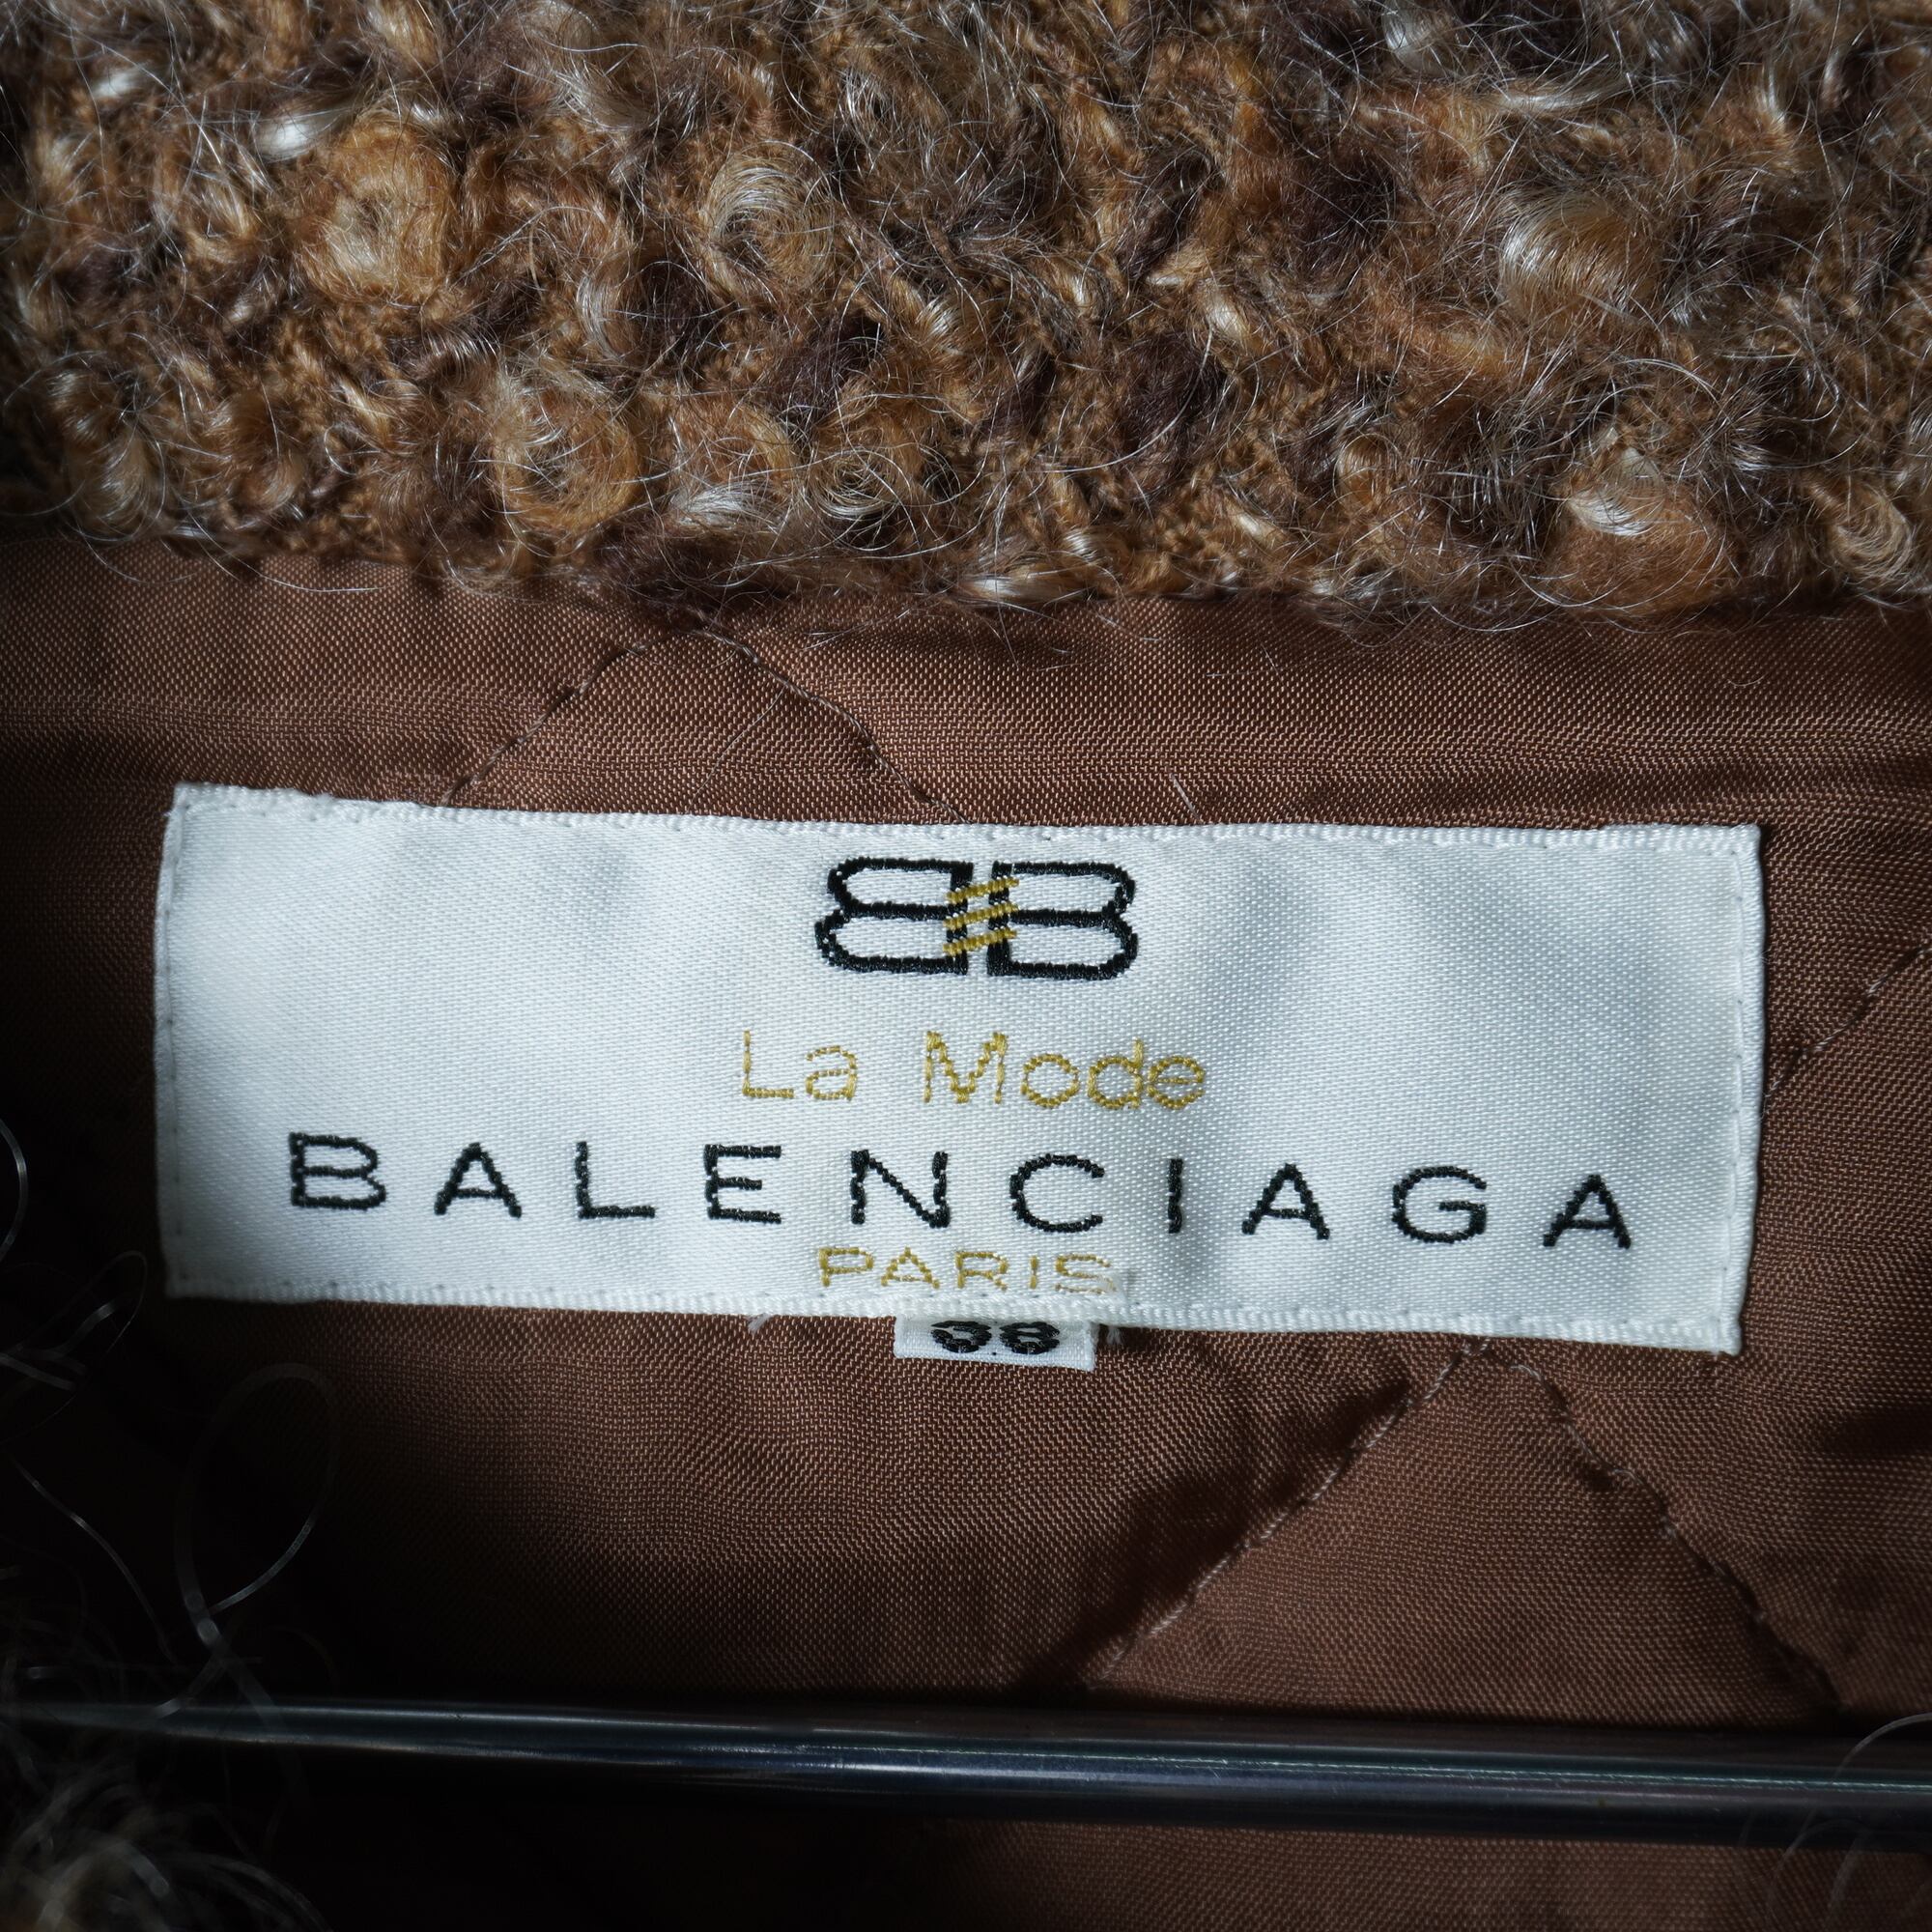 BB
La Mode
BALENCIAGA
PARIS
38